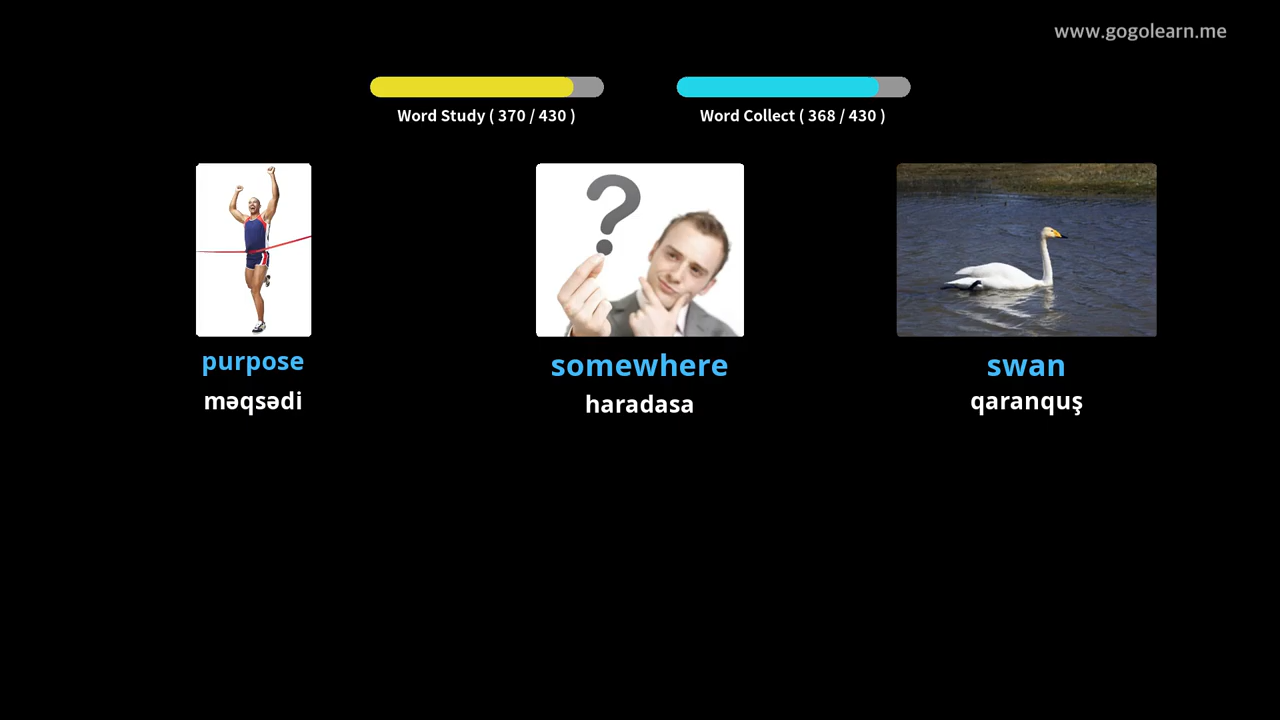 www.gogolearn.me
Word Study ( 370 / 430 )
Word Collect ( 368 / 430 )
purpose
məqsədi
somewhere
haradasa
swan
qaranquş